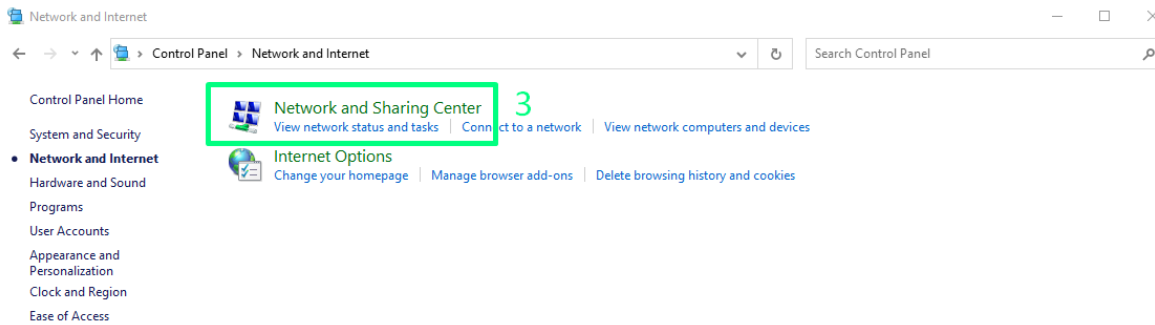 Network and Internet
Control Panel > Network and Internet
Search Control Panel
Control Panel Home
System and Security
Network and Internet
Hardware and Sound
Programs
User Accounts
Appearance and
Personalization
Clock and Region
Ease of Access
Network and Sharing Center
3
View network status and tasks
Connect to a network
View network computers and devices
Internet Options
Change your homepage
Manage browser add-ons
Delete browsing history and cookies